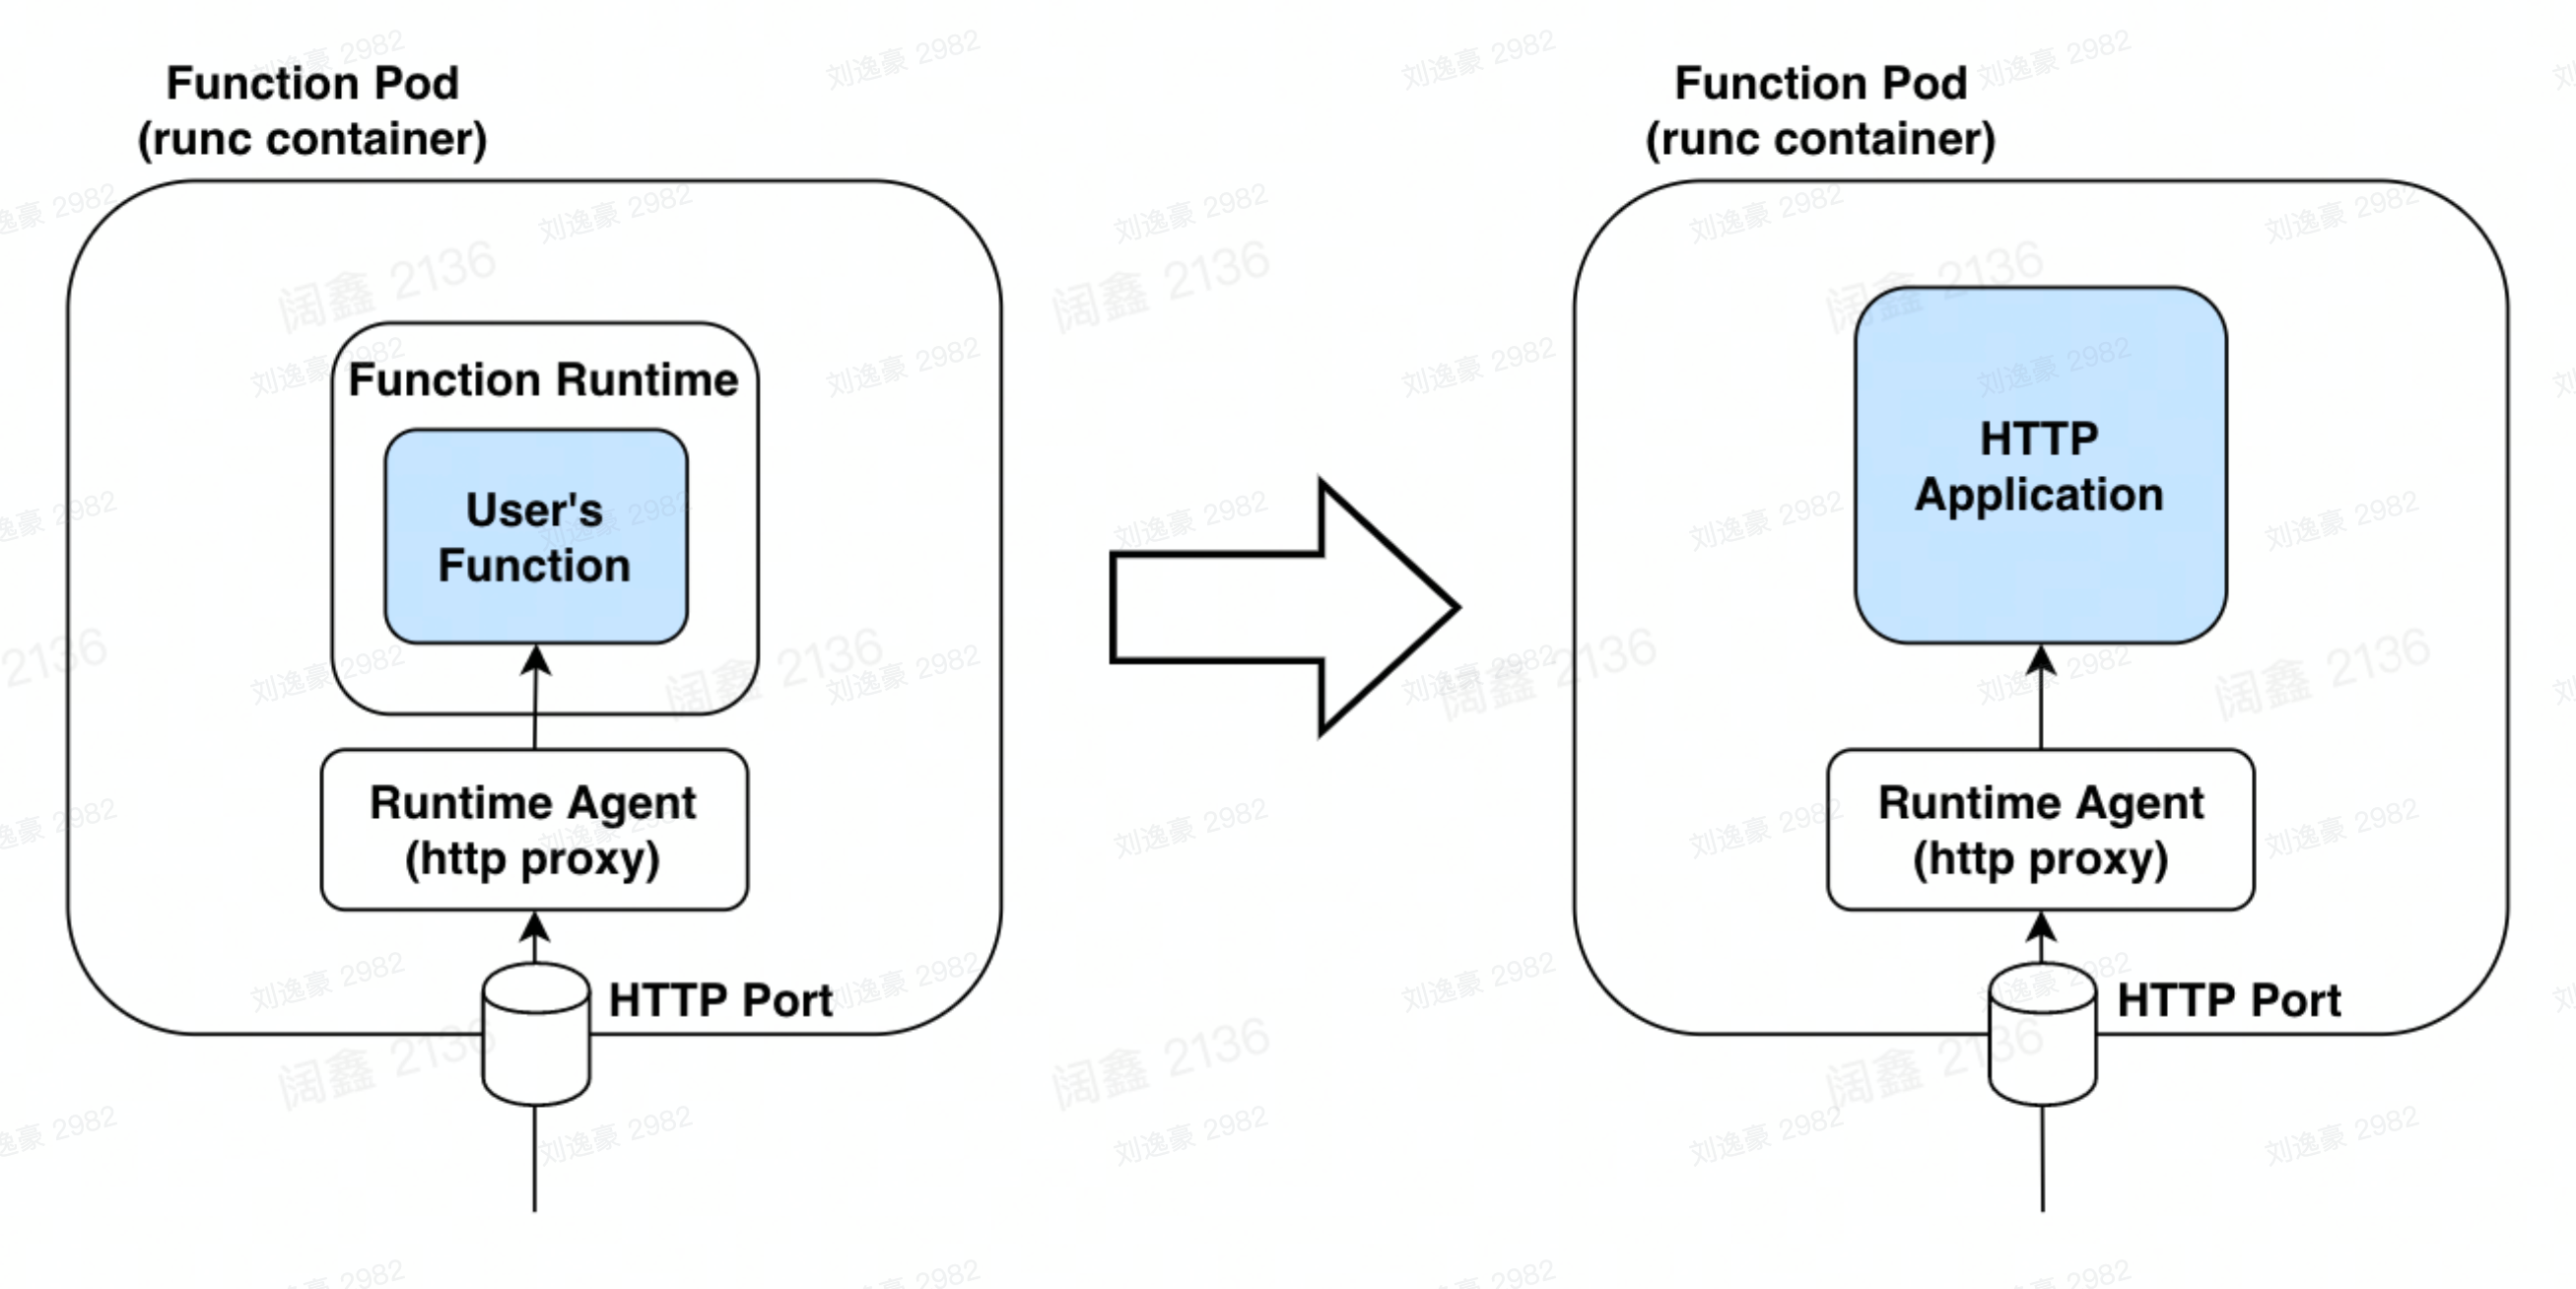 Function Pod
(runc container)
Function Runtime
User's
Function
Runtime Agent
(http proxy)
HTTP Port
Function Pod
(runc container)
HTTP
Application
Runtime Agent
(http proxy)
HTTP Port
刘逸豪 2982
阔鑫 2136